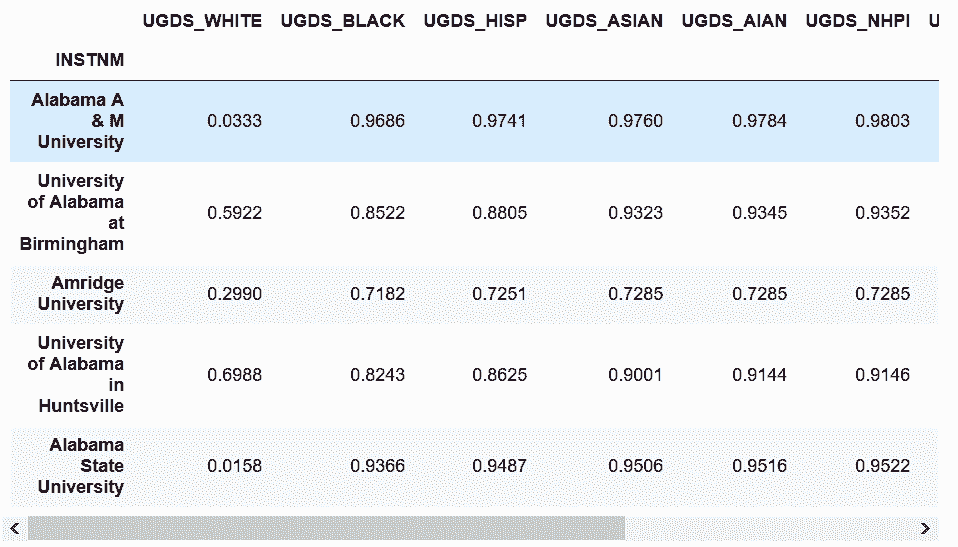 UGDS_WHITE UGDS_BLACK UGDS_HISP UGDS_ASIAN UGDS_AIAN UGDS_NHPI U
INSTNM
Alabama A
& M
University 0.0333 0.9686 0.9741 0.9760 0.9784 0.9803
University
of Alabama
at
Birmingham 0.5922 0.8522 0.8805 0.9323 0.9345 0.9352
Amridge
University 0.2990 0.7182 0.7251 0.7285 0.7285 0.7285
University
of Alabama
in
Huntsville 0.6988 0.8243 0.8625 0.9001 0.9144 0.9146
Alabama
State
University 0.0158 0.9366 0.9487 0.9506 0.9516 0.9522